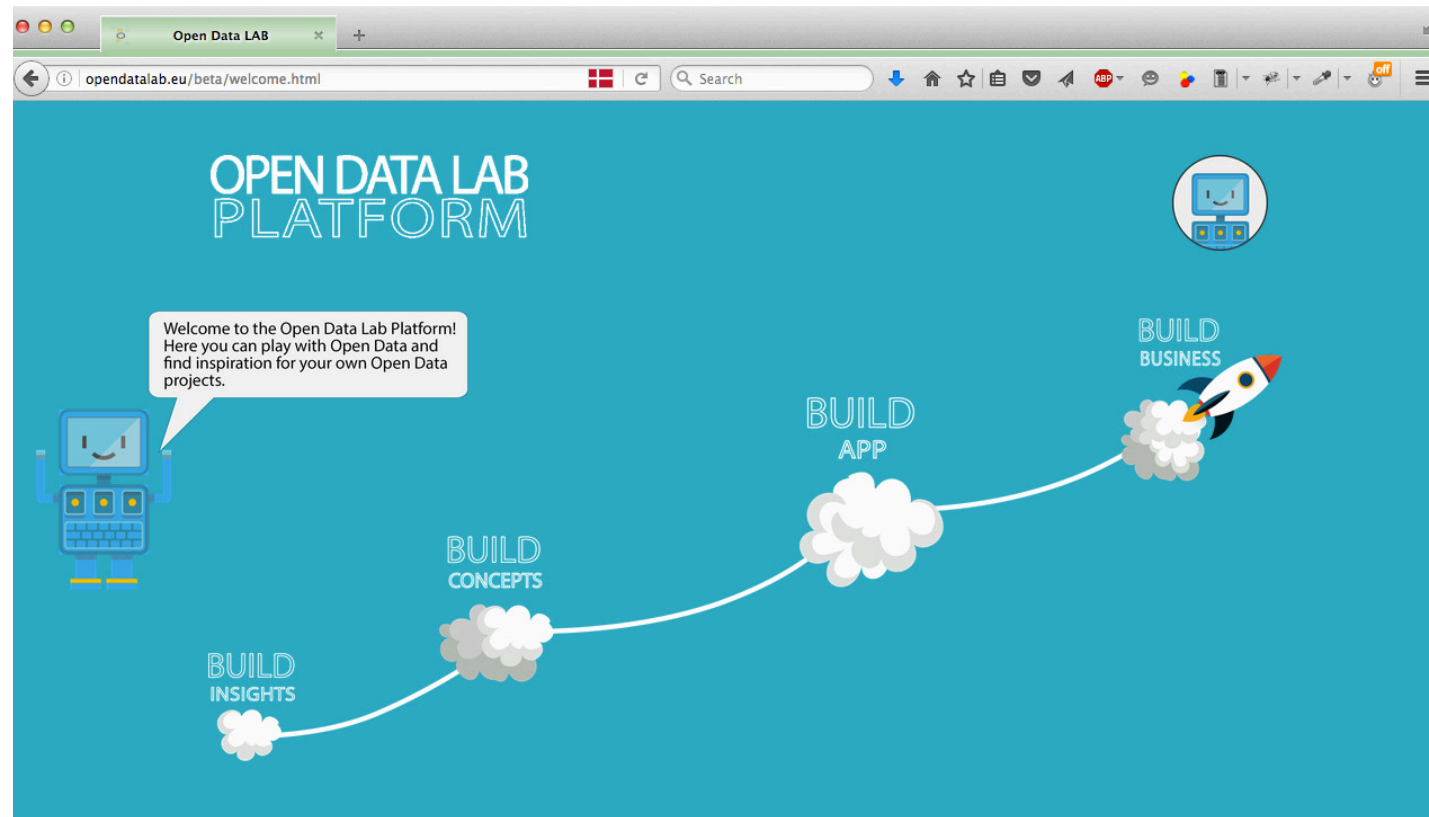 Open Data LAB
opendatalab.eu/beta/welcome.html
Search
ABP
off
OPEN DATA LAB
PLATFORM
Welcome to the Open Data Lab Platform!
Here you can play with Open Data and
find inspiration for your own Open Data
projects.
BUILD
BUSINESS
BUILD
APP
BUILD
CONCEPTS
BUILD
INSIGHTS